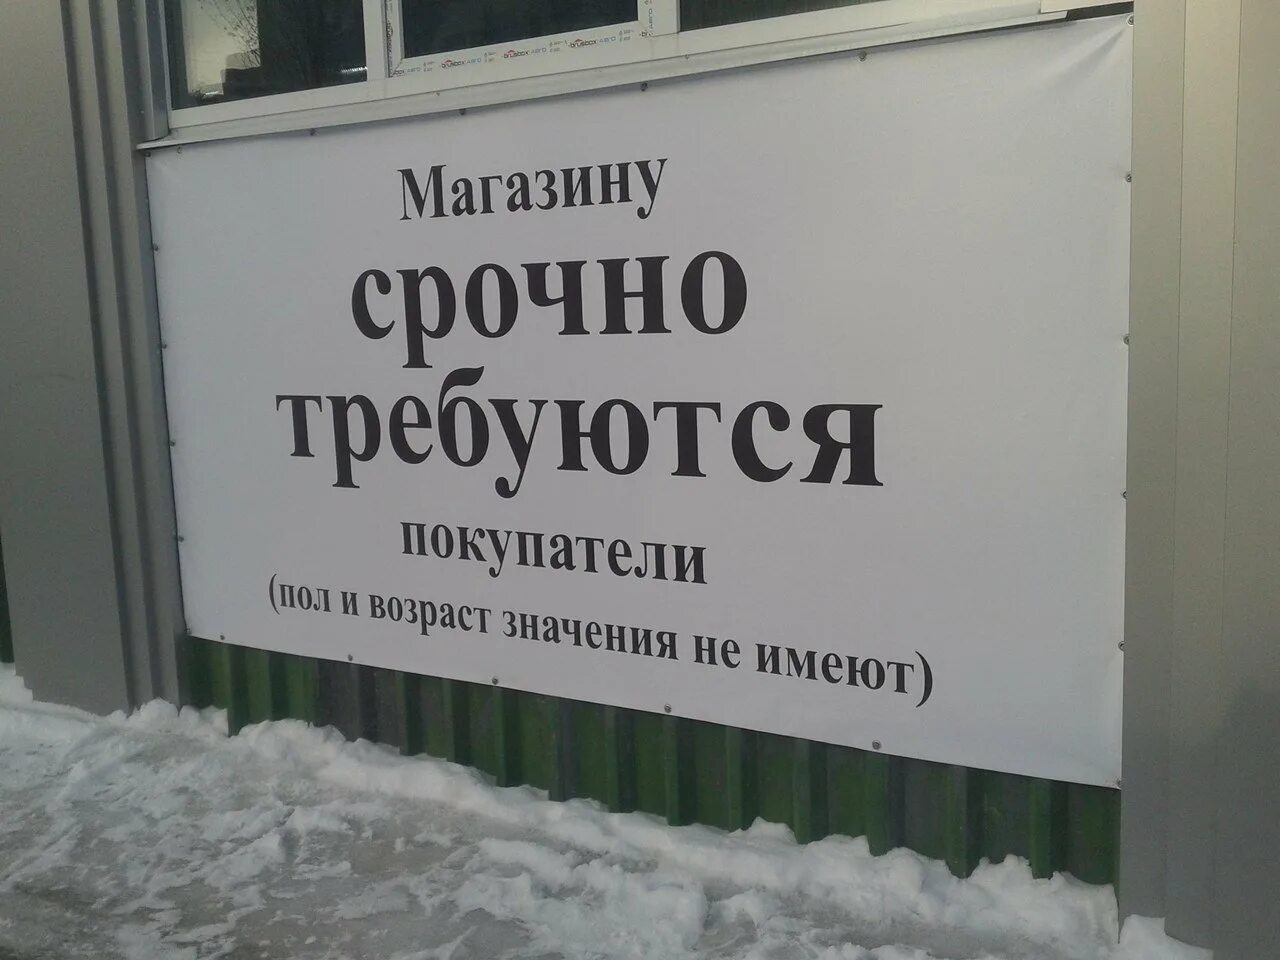 Магазину
срочно
требуются
покупатели
(пол и возраст значения не имеют)